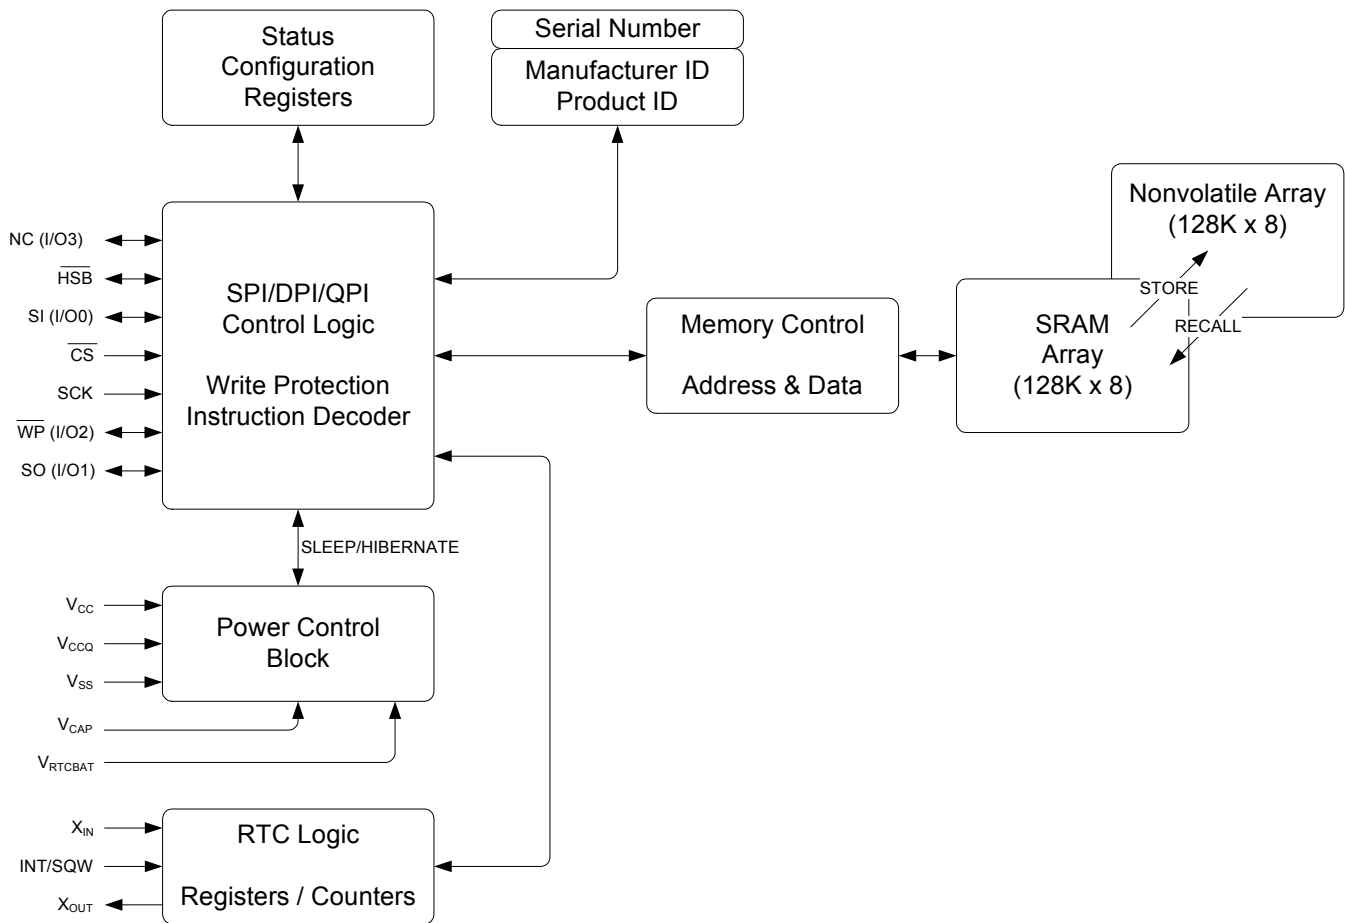 Status
Configuration
Registers
Serial Number
Manufacturer ID
Product ID
NC (I/O3)
HSB
SI (I/O0)
CS
SCK
WP (I/O2)
SO (I/O1)
SPI/DPI/QPI
Control Logic
Write Protection
Instruction Decoder
Memory Control
Address & Data
Nonvolatile Array
(128K x 8)
STORE
RECALL
SRAM
Array
(128K x 8)
SLEEP/HIBERNATE
VCC
VCCQ
VSS
VCAP
VRTCBAT
Power Control
Block
XIN
INT/SQW
XOUT
RTC Logic
Registers / Counters